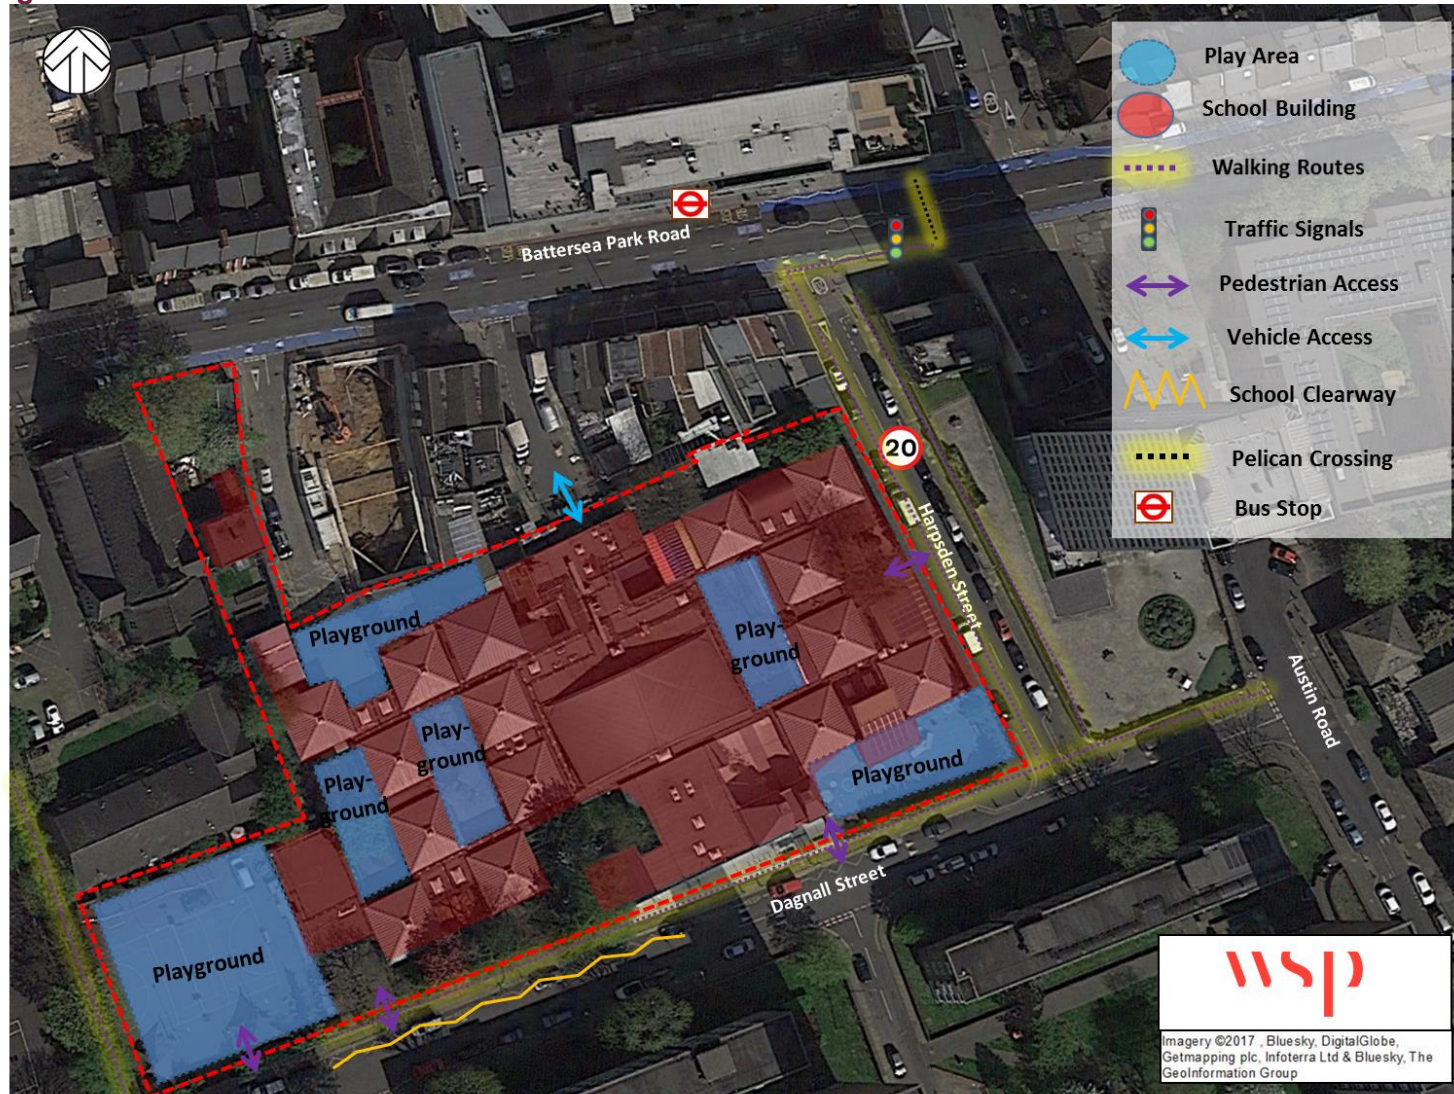 Play Area
School Building
Walking Routes
Traffic Signals
Pedestrian Access
Vehicle Access
School Clearway
Pelican Crossing
Bus Stop
Battersea Park Road
20
Harpsden Street
Austin Road
Playground
Play-
ground
Play-
ground
Play-
ground
Playground
Dagnall Street
Playground
wsp
Imagery ©2017 , Bluesky, DigitalGlobe,
Getmapping plc, Infoterra Ltd & Bluesky, The
GeoInformation Group